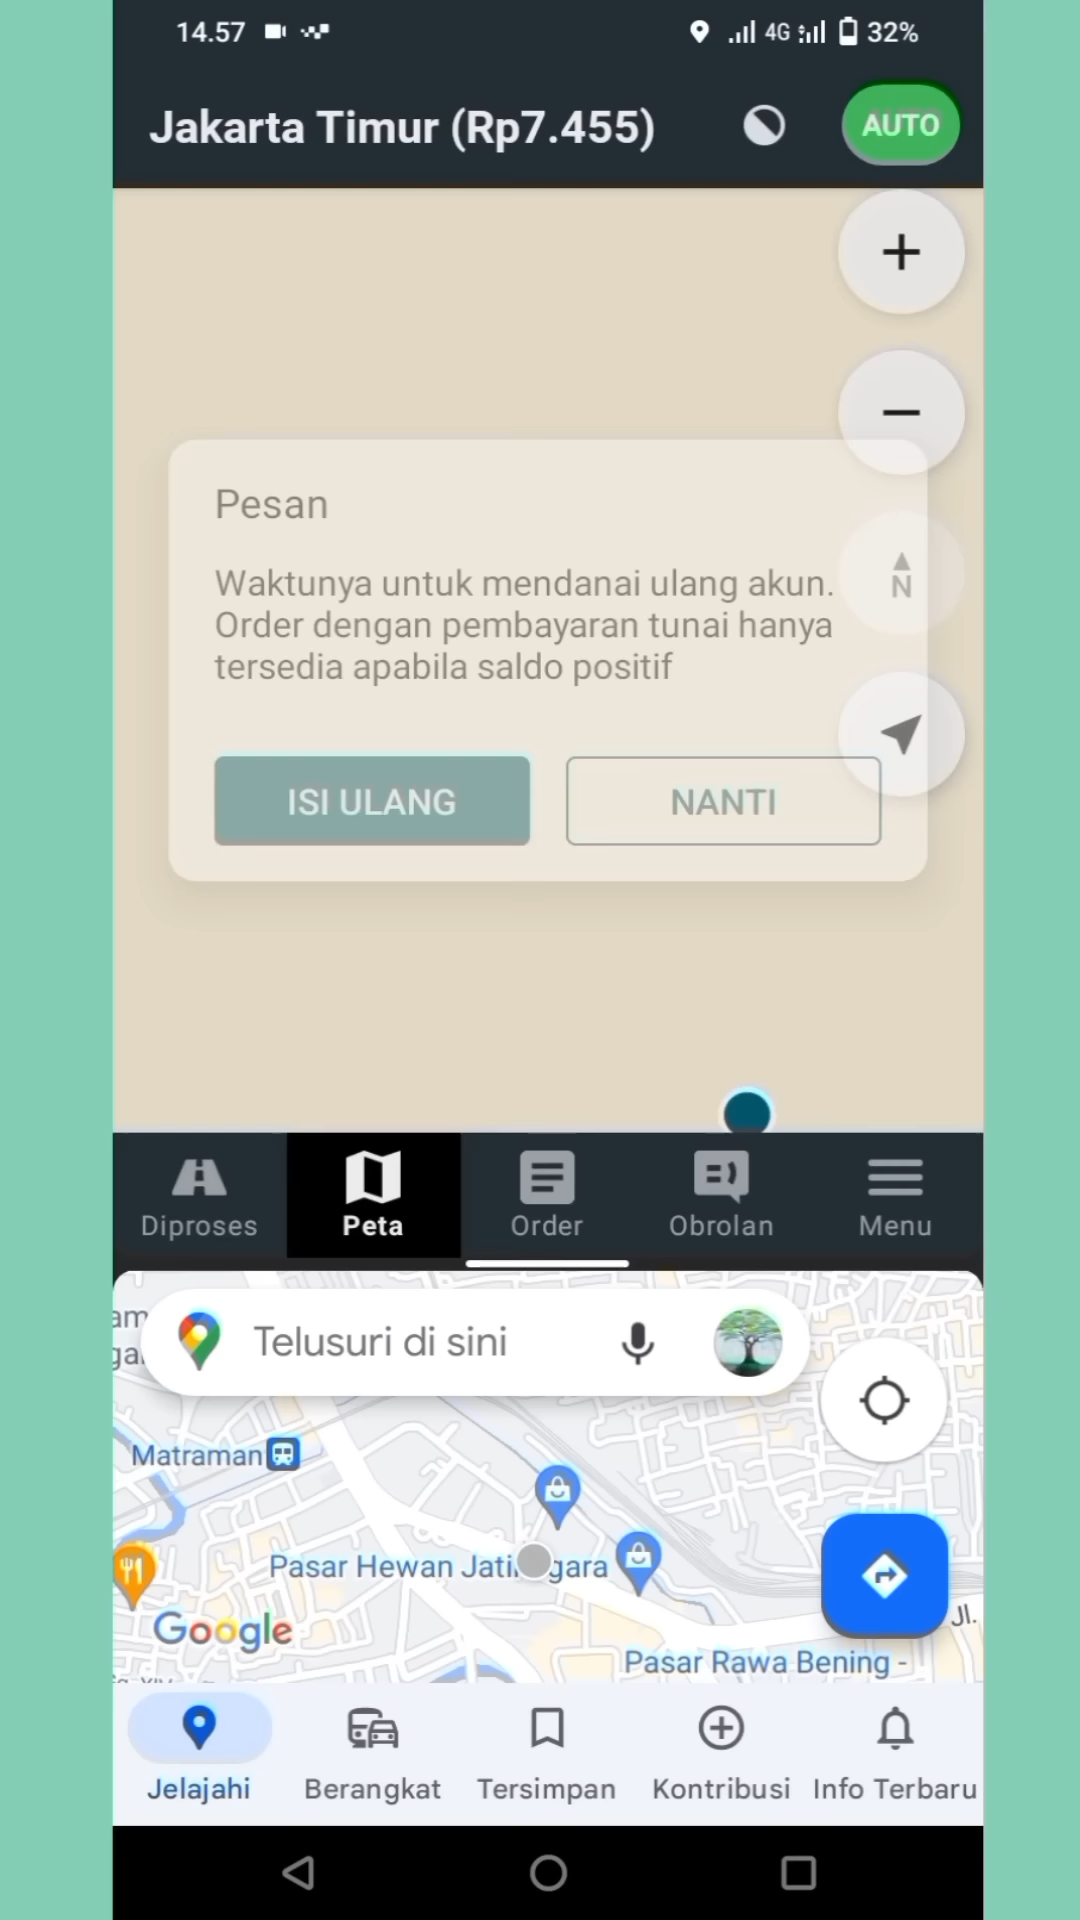 14.57
4G
32%
Jakarta Timur (Rp7.455)
AUTO
N
Pesan
Waktunya untuk mendanai ulang akun.
Order dengan pembayaran tunai hanya
tersedia apabila saldo positif
ISI ULANG
NANTI
Diproses
Peta
Order
Obrolan
Menu
Telusuri di sini
Matraman
Pasar Hewan
Google
Jl.
Pasar Rawa Bening -
Jelajahi
Berangkat
Tersimpan
Kontribusi
Info Terbaru